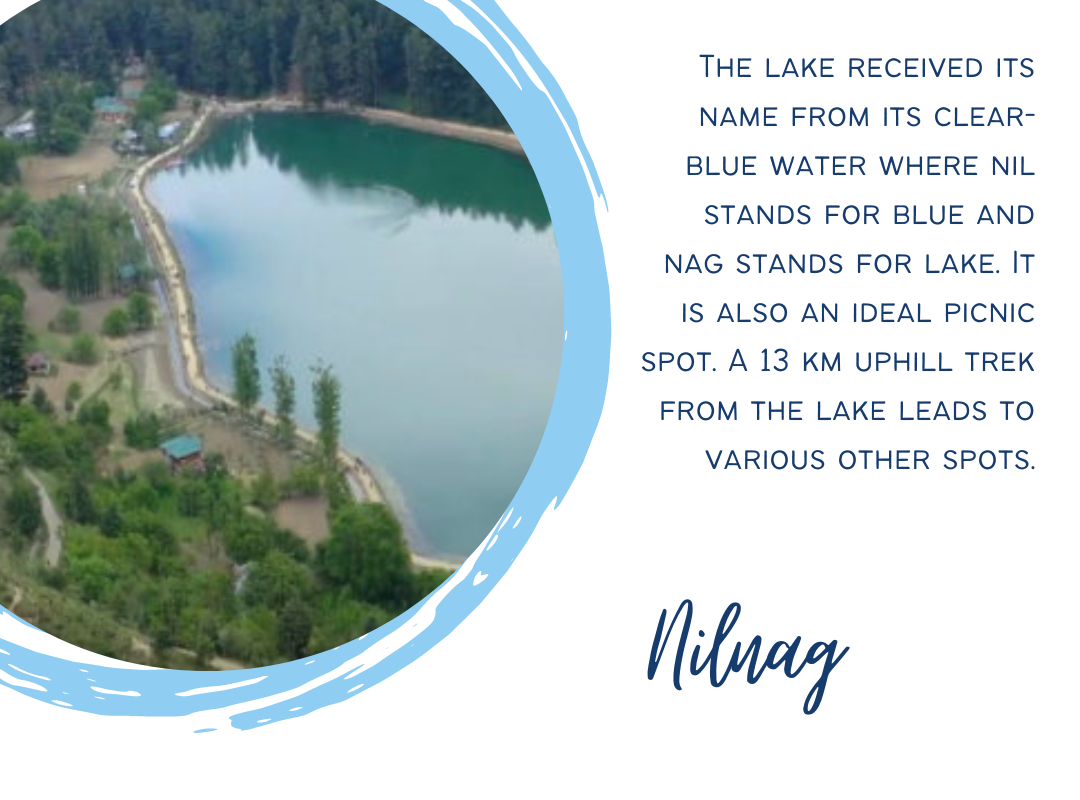 The lake received its
name from its clear-
blue water where nil
stands for blue and
nag stands for lake. It
is also an ideal picnic
spot. A 13 km uphill trek
from the lake leads to
various other spots.
Nilnag